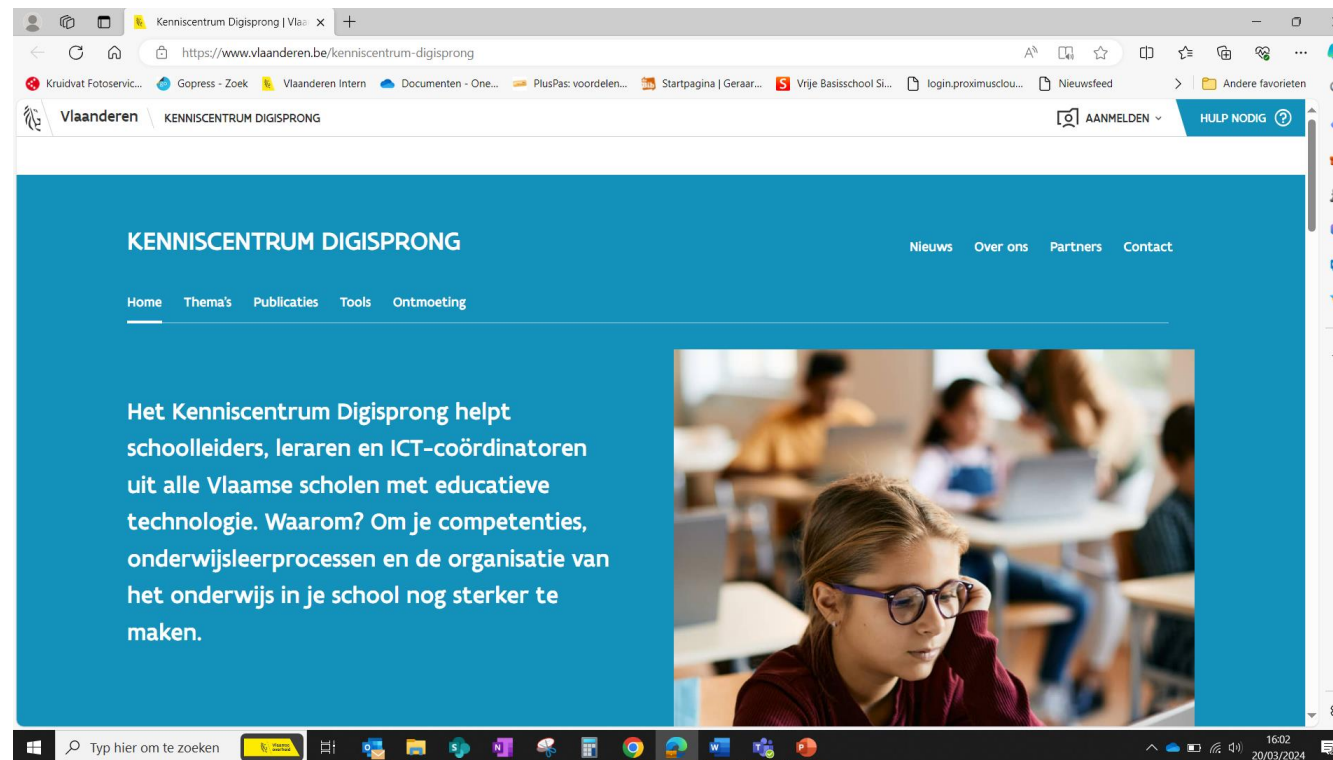 Kenniscentrum Digisprong | Vlaa
https://www.vlaanderen.be/kenniscentrum-digisprong
Kruidvat Fotoservic... Gopress - Zoek Vlaanderen Intern Documenten - One... PlusPas: voordelen... Startpagina | Geraar... Vrije Basisschool Si... login.proximusclou... Nieuwsfeed Andere favorieten
Vlaanderen KENNISCENTRUM DIGISPRONG AANMELDEN HULP NODIG
KENNISCENTRUM DIGISPRONG
Nieuws Over ons Partners Contact
Home Thema's Publicaties Tools Ontmoeting
Het Kenniscentrum Digisprong helpt
schoolleiders, leraren en ICT-coördinatoren
uit alle Vlaamse scholen met educatieve
technologie. Waarom? Om je competenties,
onderwijsleerprocessen en de organisatie van
het onderwijs in je school nog sterker te
maken.
Typ hier om te zoeken
16:02
20/03/2024